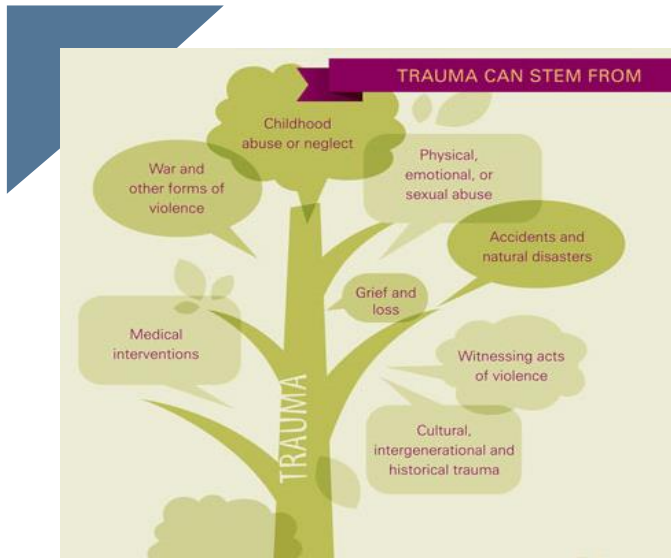 TRAUMA CAN STEM FROM
Childhood
abuse or neglect
War and
other forms of
violence
Physical,
emotional, or
sexual abuse
Accidents and
natural disasters
Grief and
loss
Medical
interventions
Witnessing acts
of violence
Cultural,
intergenerational and
historical trauma
TRAUMA